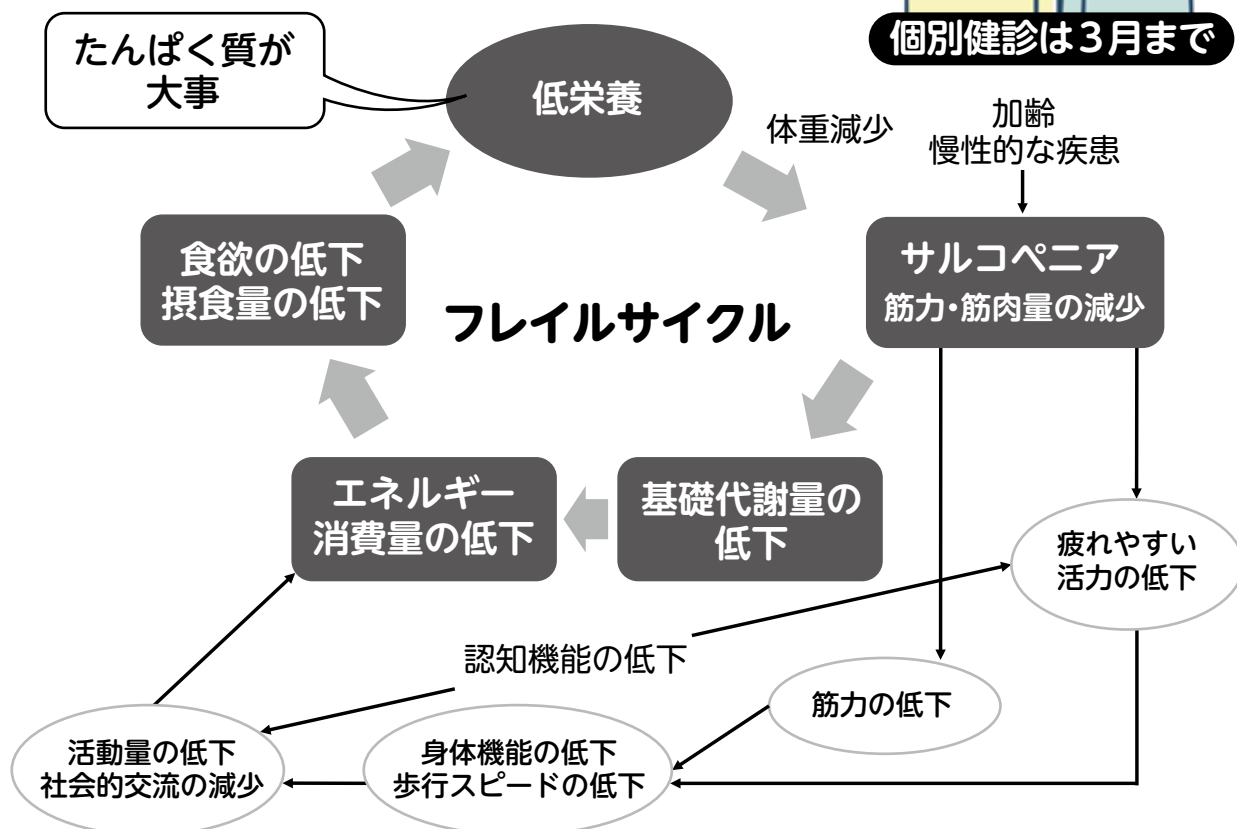 個別健診は3月まで
たんぱく質が
大事
低栄養
体重減少
加齢
慢性的な疾患
食欲の低下
摂食量の低下
サルコペニア
筋力・筋肉量の減少
フレイルサイクル
エネルギー
消費量の低下
基礎代謝量の
低下
疲れやすい
活力の低下
認知機能の低下
筋力の低下
活動量の低下
社会的交流の減少
身体機能の低下
歩行スピードの低下